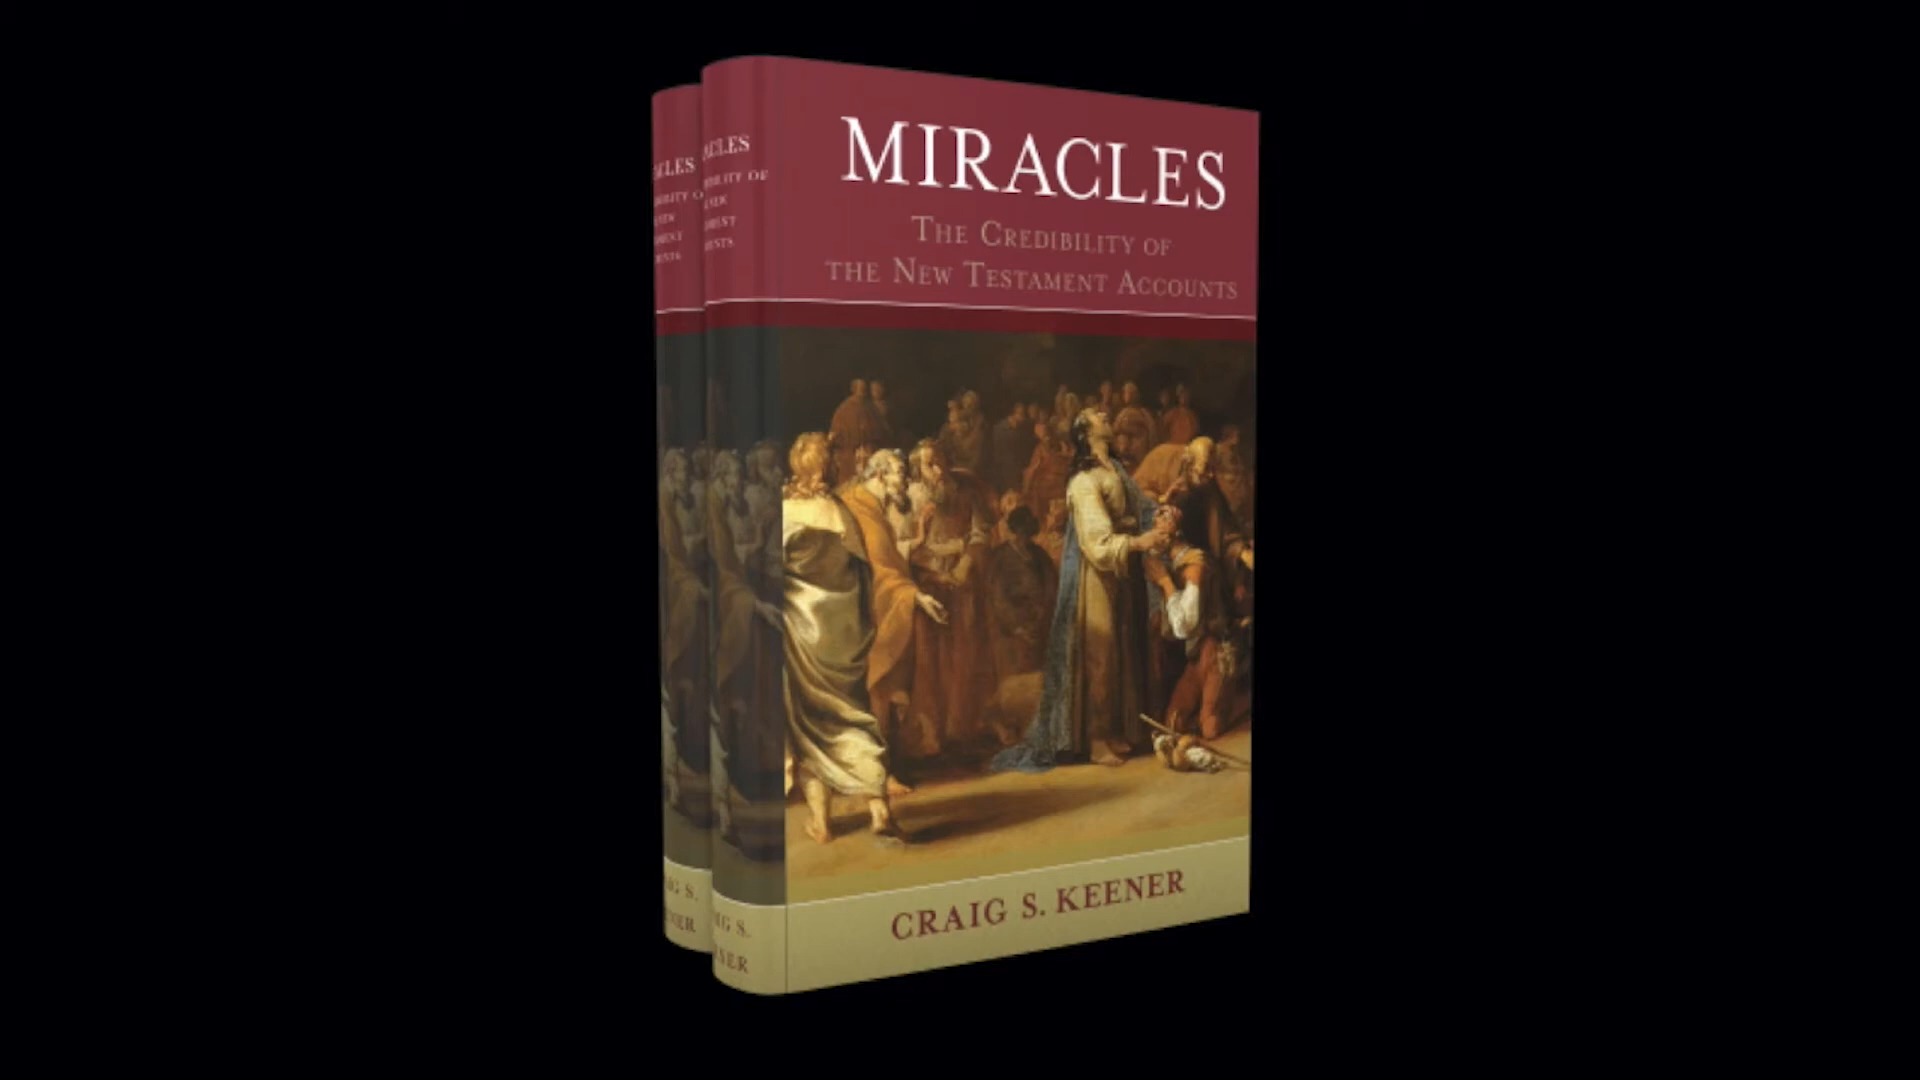 MIRACLES
THE CREDIBILITY OF
THE NEW TESTAMENT ACCOUNTS
CRAIG S. KEENER